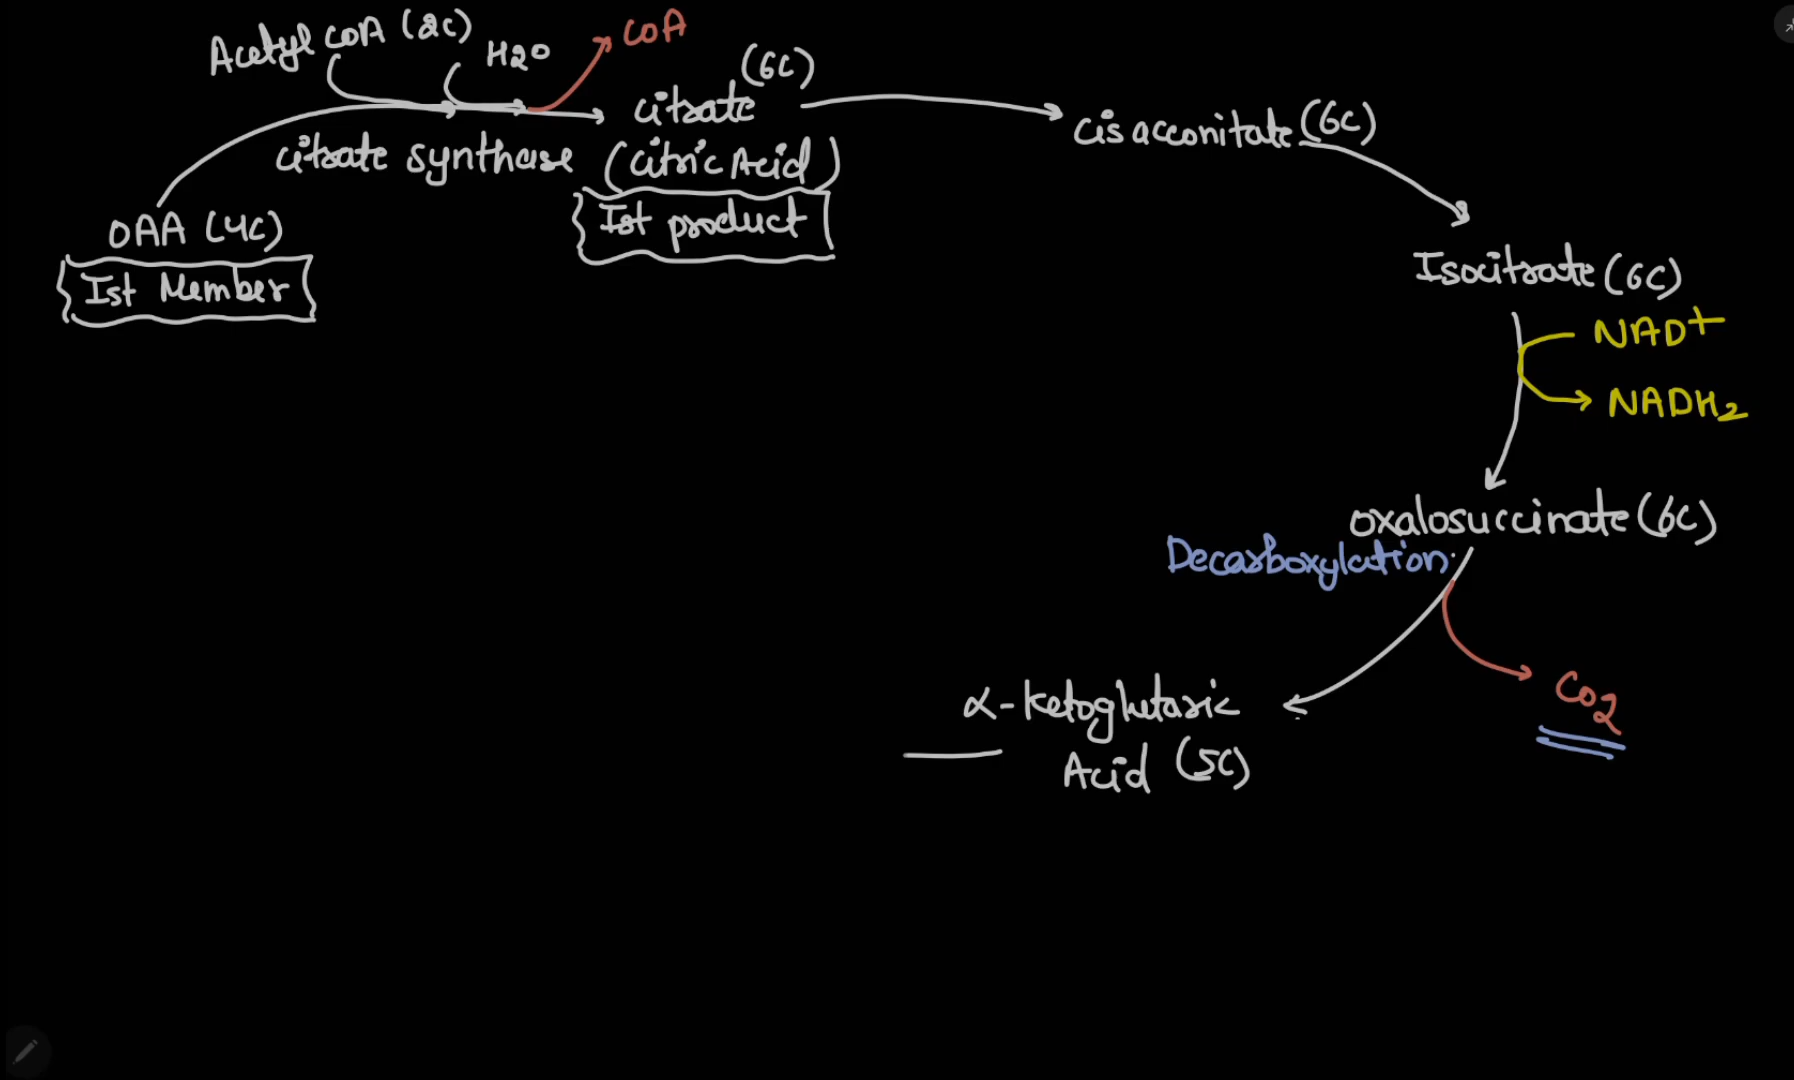 Acetyl CoA (2C)
H2O
CoA
(6C)
citrate
citrate synthase
(citric Acid)
Ist product
OAA (4C)
Ist Member
cis acconitate (6C)
Isocitrate (6C)
NAD+
NADH2
oxalosuccinate (6C)
Decarboxylation
CO2
α-Ketoglutaric
Acid (5C)